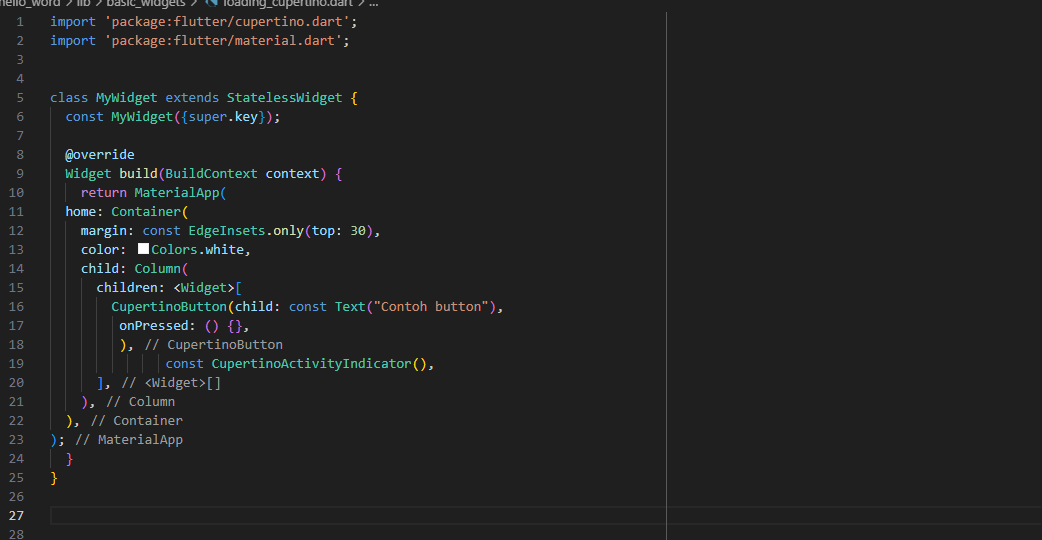 hello_word > lib > basic_widgets > loading_cupertino.dart > ...
1 import 'package:flutter/cupertino.dart';
2 import 'package:flutter/material.dart';
3
4
5 class MyWidget extends StatelessWidget {
6 const MyWidget({super.key});
7
8 @override
9 Widget build(BuildContext context) {
10 return MaterialApp(
11 home: Container(
12 margin: const EdgeInsets.only(top: 30),
13 color: Colors.white,
14 child: Column(
15 children: <Widget>[
16 CupertinoButton(child: const Text("Contoh button"),
17 onPressed: () {},
18 ), // CupertinoButton
19 const CupertinoActivityIndicator(),
20 ], // <Widget>[]
21 ), // Column
22 ), // Container
23 ); // MaterialApp
24 }
25 }
26
27
28